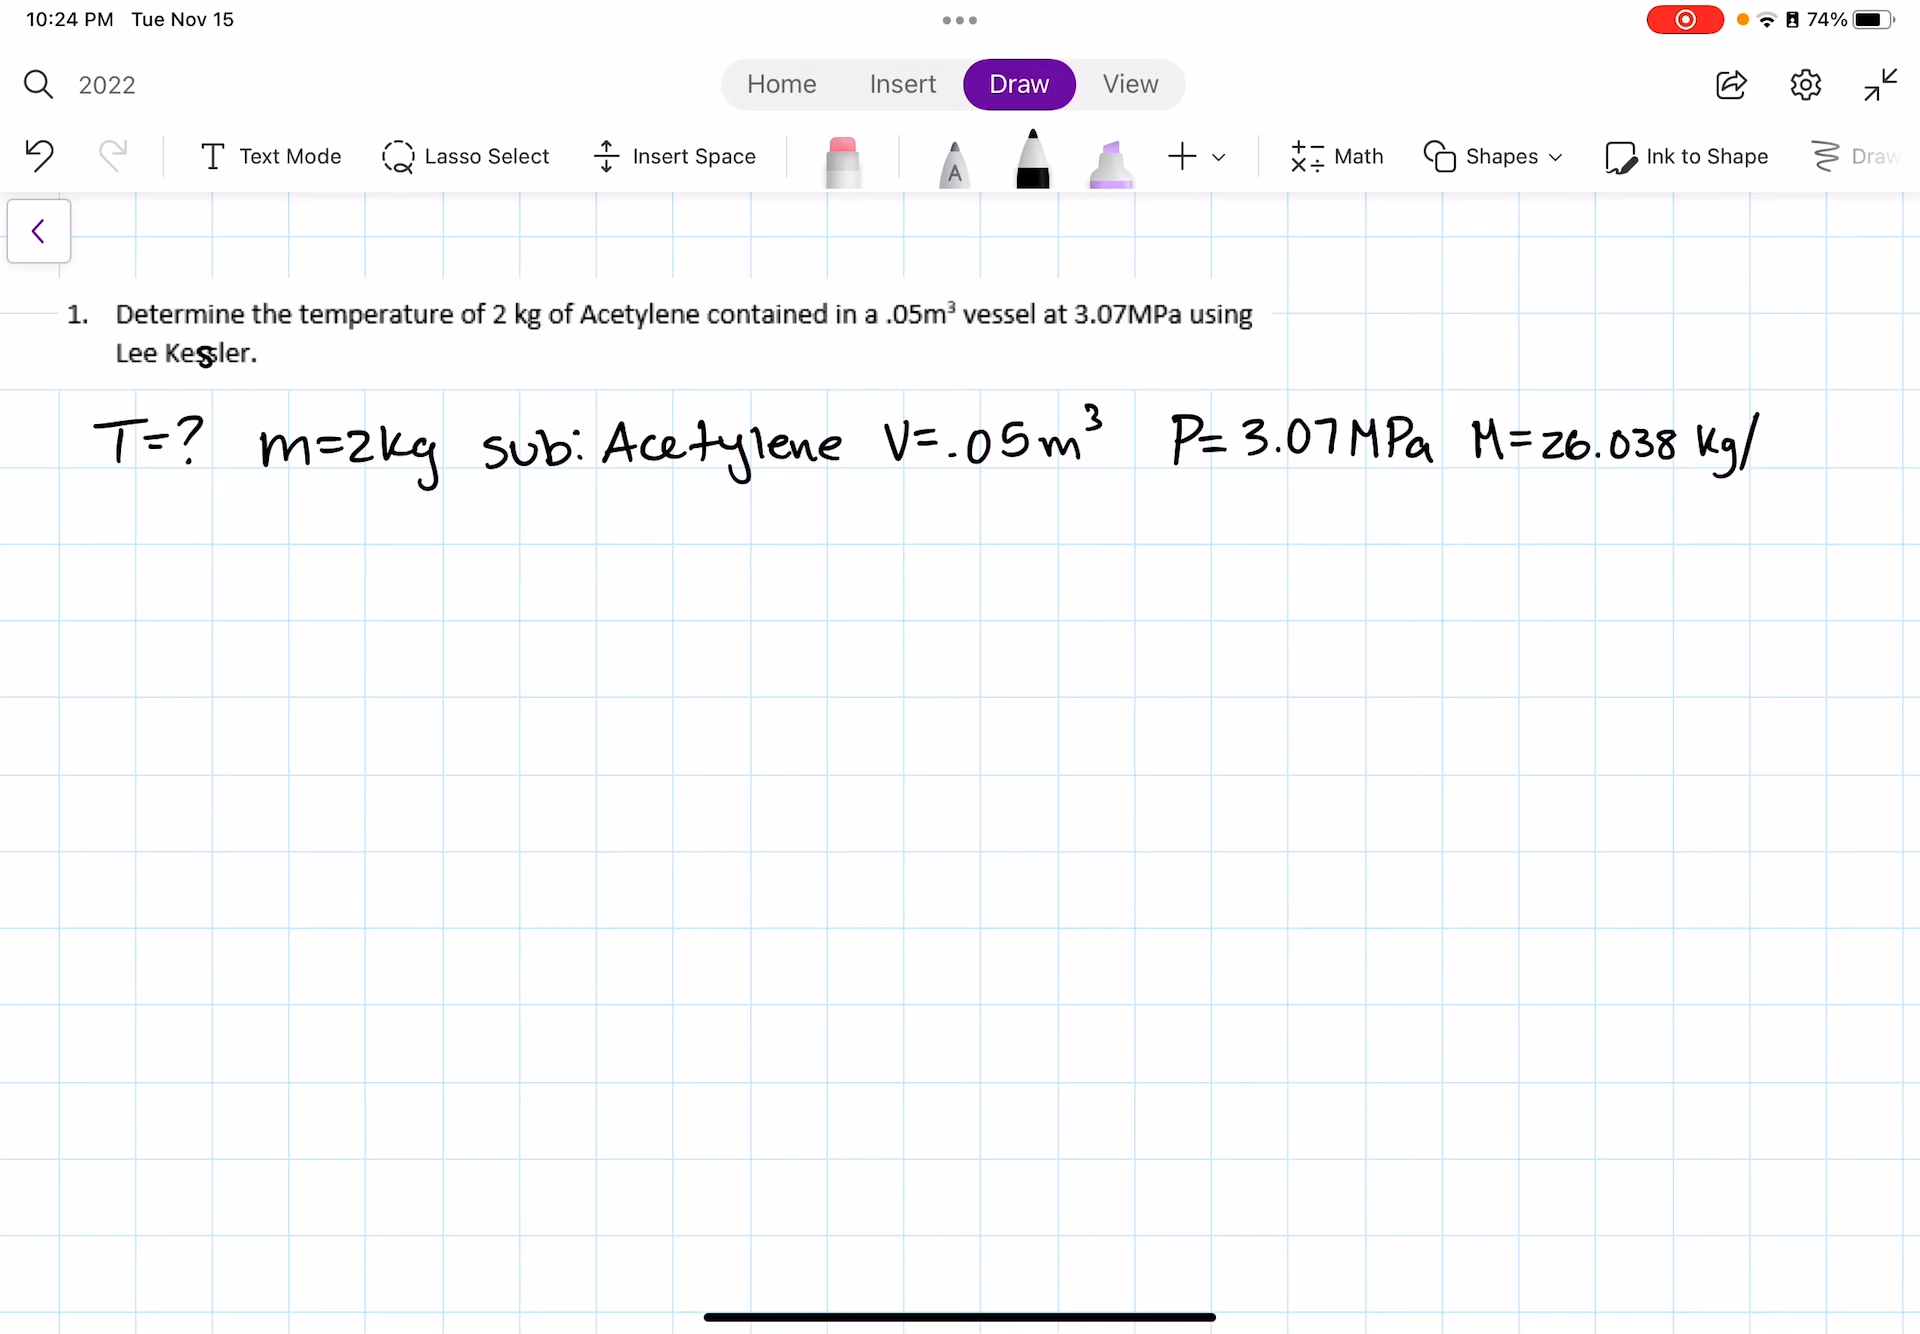 10:24 PM Tue Nov 15
74%
2022
Home Insert Draw View
Text Mode Lasso Select Insert Space A Math Shapes Ink to Shape Draw
1. Determine the temperature of 2 kg of Acetylene contained in a .05m³ vessel at 3.07MPa using
Lee Kessler.
T=? m=2kg sub: Acetylene V=.05m³ P=3.07MPa M=26.038 kg/